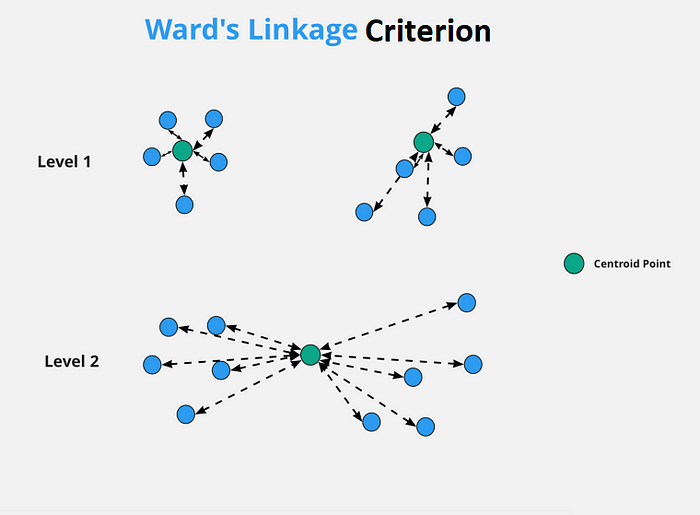 Ward's Linkage Criterion
Level 1
Centroid Point
Level 2